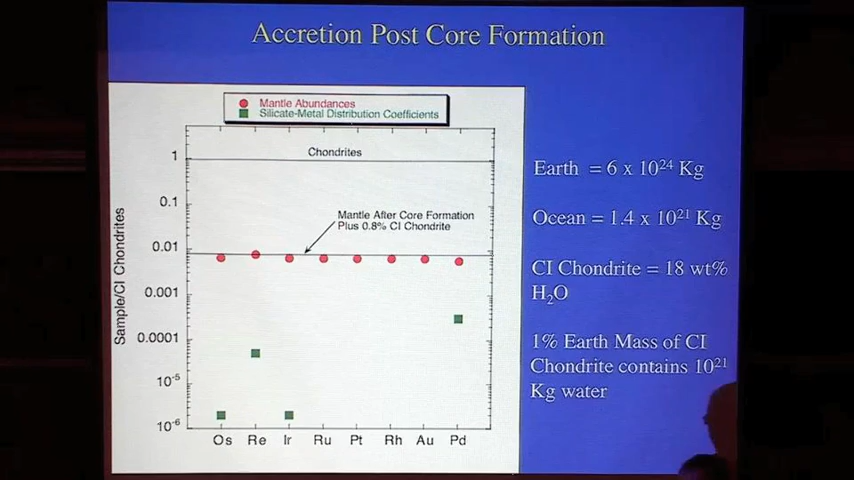 Accretion Post Core Formation
Mantle Abundances
Silicate-Metal Distribution Coefficients
Chondrites
Mantle After Core Formation
Plus 0.8% CI Chondrite
Sample/CI Chondrites
1
0.1
0.01
0.001
0.0001
10⁻⁵
10⁻⁶
Os Re Ir Ru Pt Rh Au Pd
Earth = 6 x 10²⁴ Kg
Ocean = 1.4 x 10²¹ Kg
CI Chondrite = 18 wt%
H₂O
1% Earth Mass of CI
Chondrite contains 10²¹
Kg water